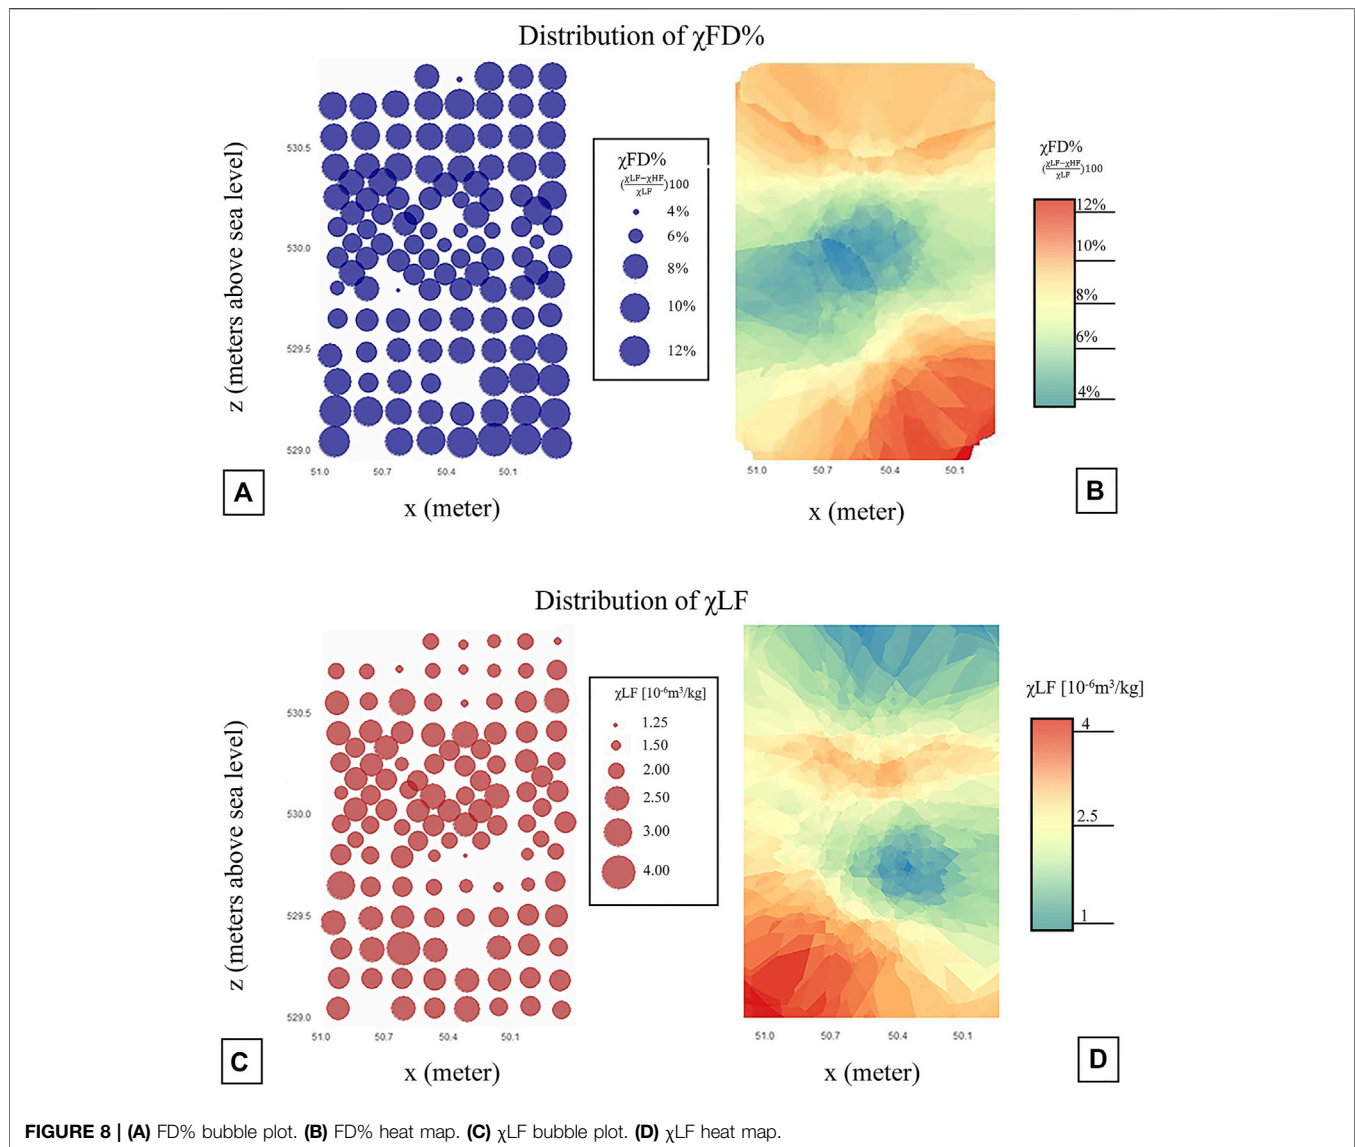 Distribution of χFD%
z (meters above sea level)
530.5
530.0
529.5
529.0
51.0 50.7 50.4 50.1
x (meter)
A
χFD%
(χLF−χHF/χLF)100
4%
6%
8%
10%
12%
51.0 50.7 50.4 50.1
x (meter)
B
χFD%
(χLF−χHF/χLF)100
12%
10%
8%
6%
4%
Distribution of χLF
z (meters above sea level)
530.5
530.0
529.5
529.0
51.0 50.7 50.4 50.1
x (meter)
C
χLF [10⁻⁶m³/kg]
1.25
1.50
2.00
2.50
3.00
4.00
51.0 50.7 50.4 50.1
x (meter)
D
χLF [10⁻⁶m³/kg]
4
2.5
1
FIGURE 8 | (A) FD% bubble plot. (B) FD% heat map. (C) χLF bubble plot. (D) χLF heat map.